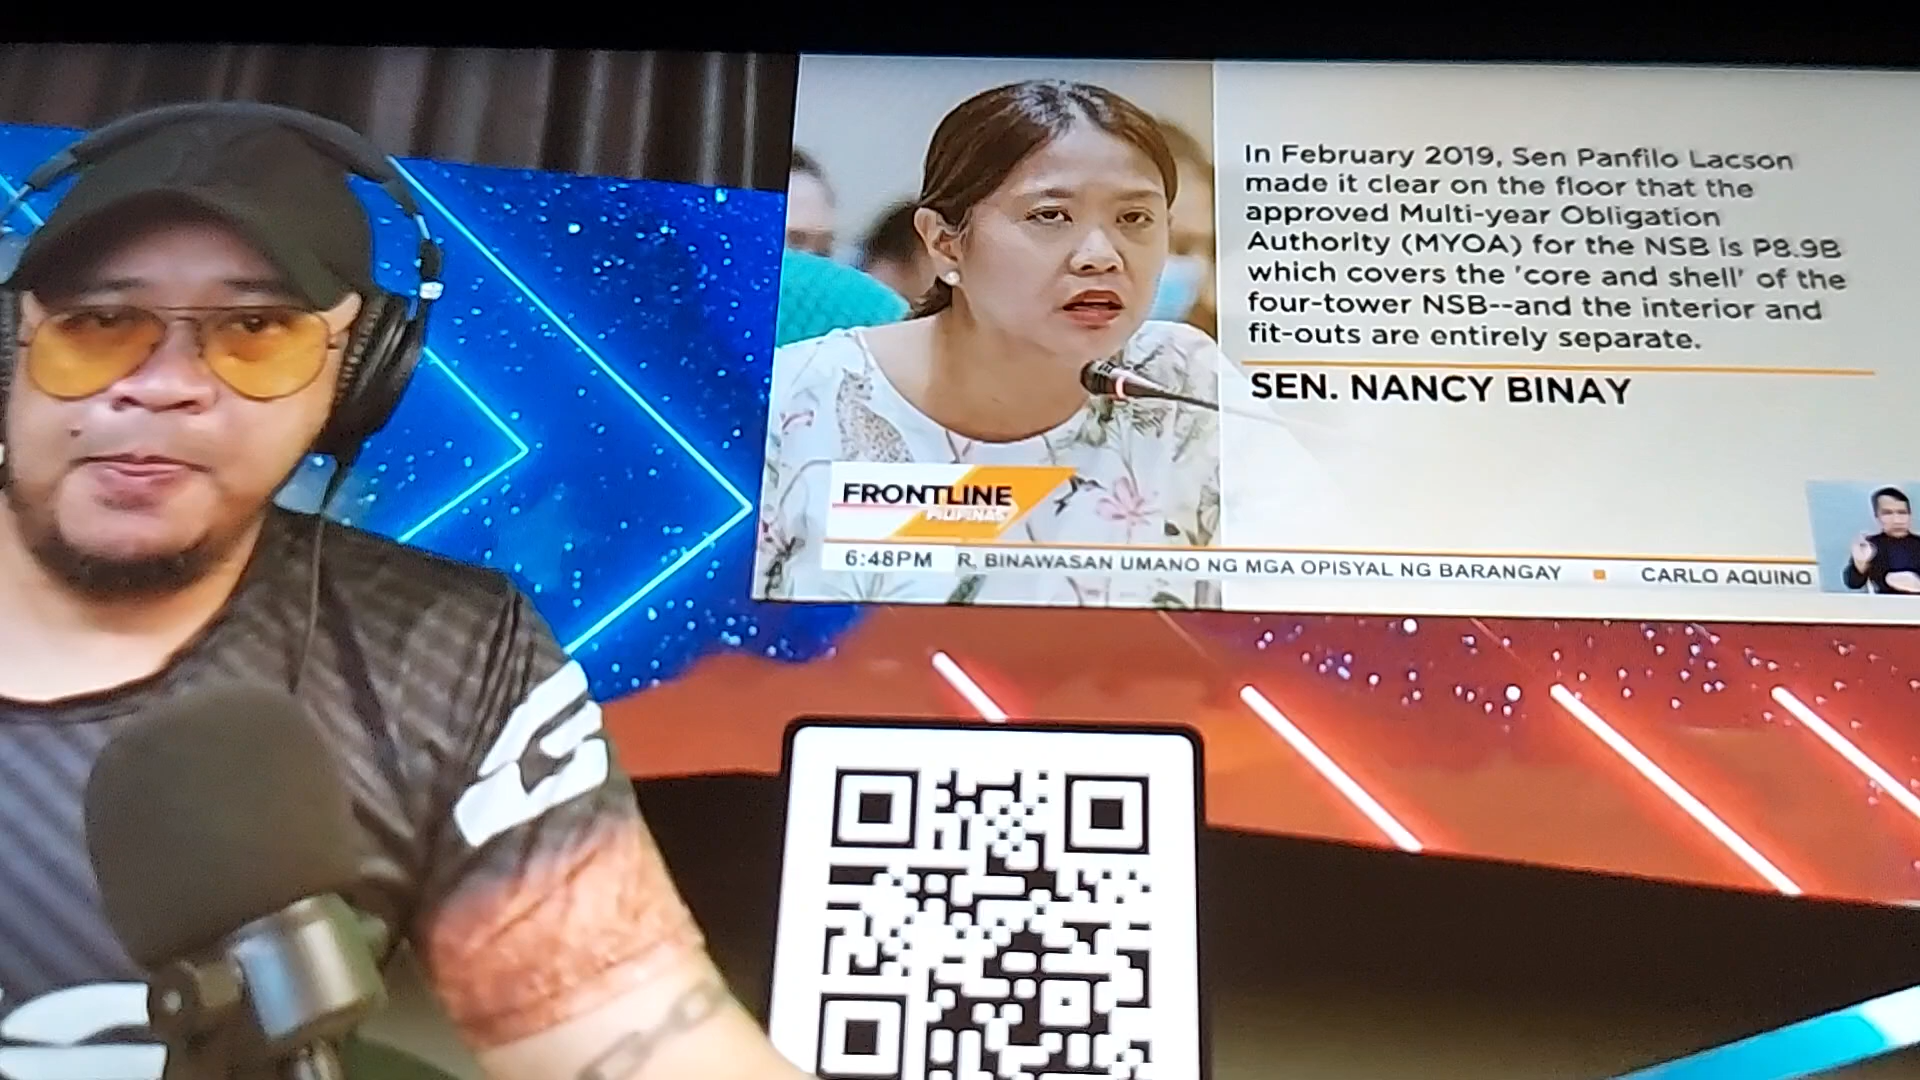 In February 2019, Sen Panfilo Lacson
made it clear on the floor that the
approved Multi-year Obligation
Authority (MYOA) for the NSB is P8.9B
which covers the 'core and shell' of the
four-tower NSB--and the interior and
fit-outs are entirely separate.
SEN. NANCY BINAY
FRONTLINE
PILIPINAS
6:48PM R, BINAWASAN UMANO NG MGA OPISYAL NG BARANGAY CARLO AQUINO